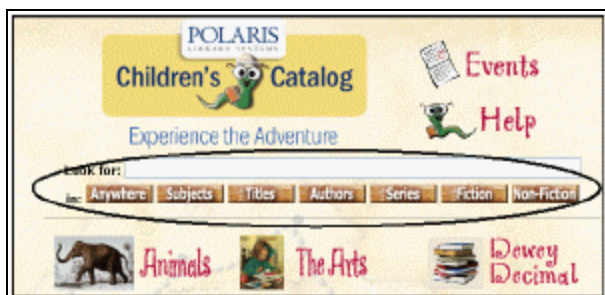 POLARIS
LIBRARY SYSTEMS
Children's Catalog
Experience the Adventure
Events
Help
Look for:
in: Anywhere Subjects Titles Authors Series Fiction Non-Fiction
Animals
The Arts
Dewey
Decimal